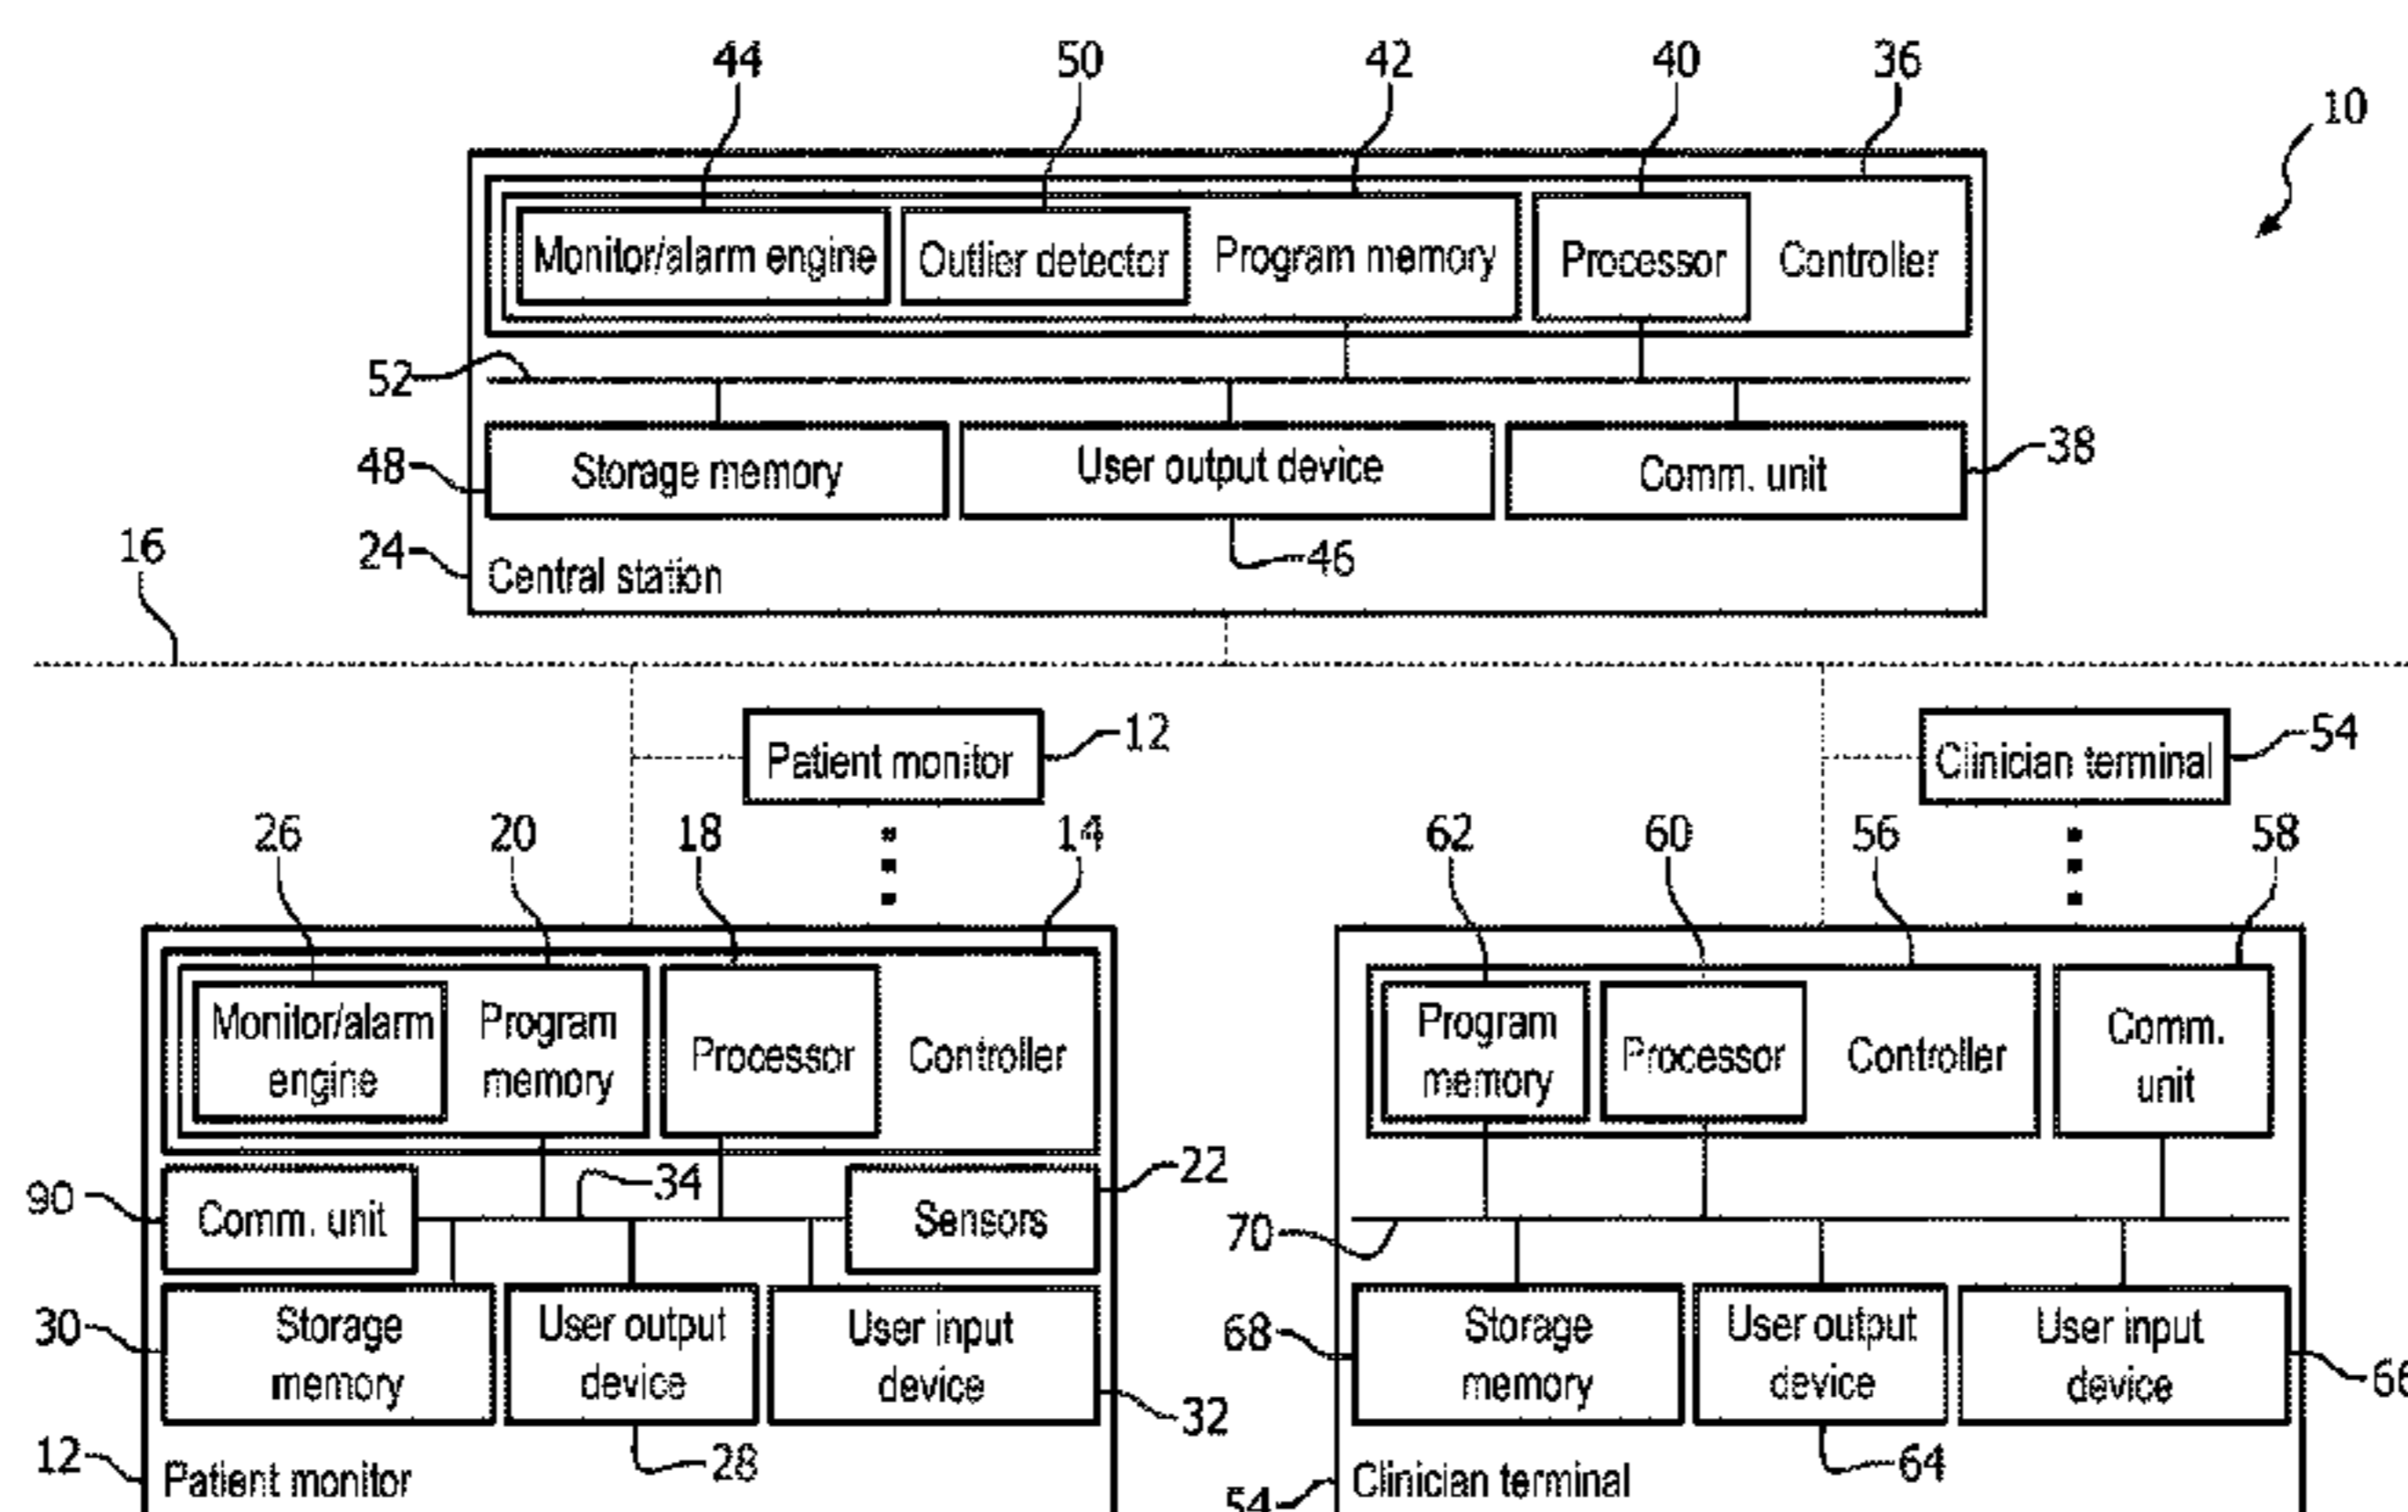 44 50 42 40 36
10
Monitor/alarm engine Outlier detector Program memory Processor Controller
52
48 Storage memory User output device Comm. unit 38
24 Central station 46
16
Patient monitor 12
Clinician terminal 54
26 20 18 14
62 60 56 58
Monitor/alarm
engine
Program
memory
Processor Controller
Program
memory
Processor Controller
Comm.
unit
90 Comm. unit 34 Sensors 22
70
30 Storage
memory
User output
device
User input
device
32
68 Storage
memory
User output
device
User input
device
66
12 Patient monitor 28
54 Clinician terminal 64